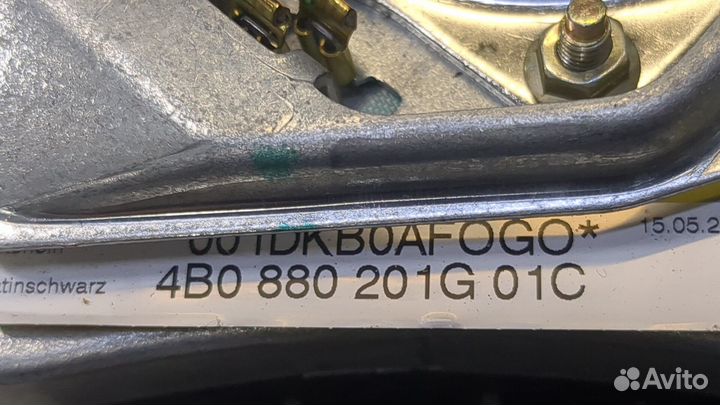 001DKB0AFOGO*
15.05.2
4B0 880 201G 01C
tinschwarz
Avito